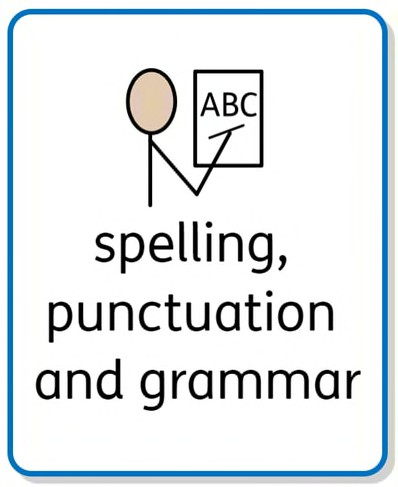 ABC
spelling,
punctuation
and grammar